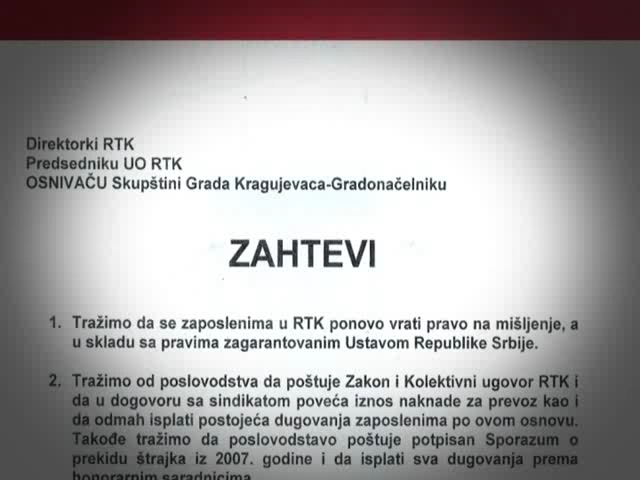 Direktorki RTK
Predsedniku UO RTK
OSNIVAČU Skupštini Grada Kragujevaca-Gradonačelniku
ZAHTEVI
1. Tražimo da se zaposlenima u RTK ponovo vrati pravo na mišljenje, a
u skladu sa pravima zagarantovanim Ustavom Republike Srbije.
2. Tražimo od poslovodstva da poštuje Zakon i Kolektivni ugovor RTK i
da u dogovoru sa sindikatom poveća iznos naknade za prevoz kao i
da odmah isplati postojeća dugovanja zaposlenima po ovom osnovu.
Takođe tražimo da poslovodstavo poštuje potpisan Sporazum o
prekidu štrajka iz 2007. godine i da isplati sva dugovanja prema
honorarnim saradnicima.